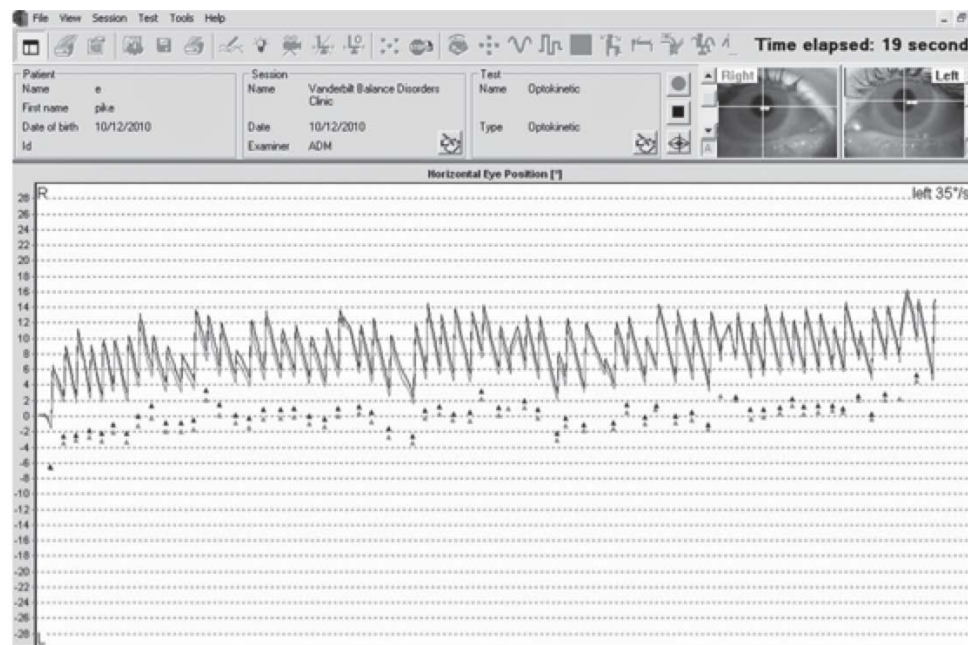 File View Session Test Tools Help
Time elapsed: 19 second
Patient
Name e
First name pike
Date of birth 10/12/2010
Id
Session
Name Vanderbilt Balance Disorders
Clinic
Date 10/12/2010
Examiner ADM
Test
Name Optokinetic
Type Optokinetic
A
Right
Left
Horizontal Eye Position [°]
R
left 35°/s
28
26
24
22
20
18
16
14
12
10
8
6
4
2
0
-2
-4
-6
-8
-10
-12
-14
-16
-18
-20
-22
-24
-26
-28
L